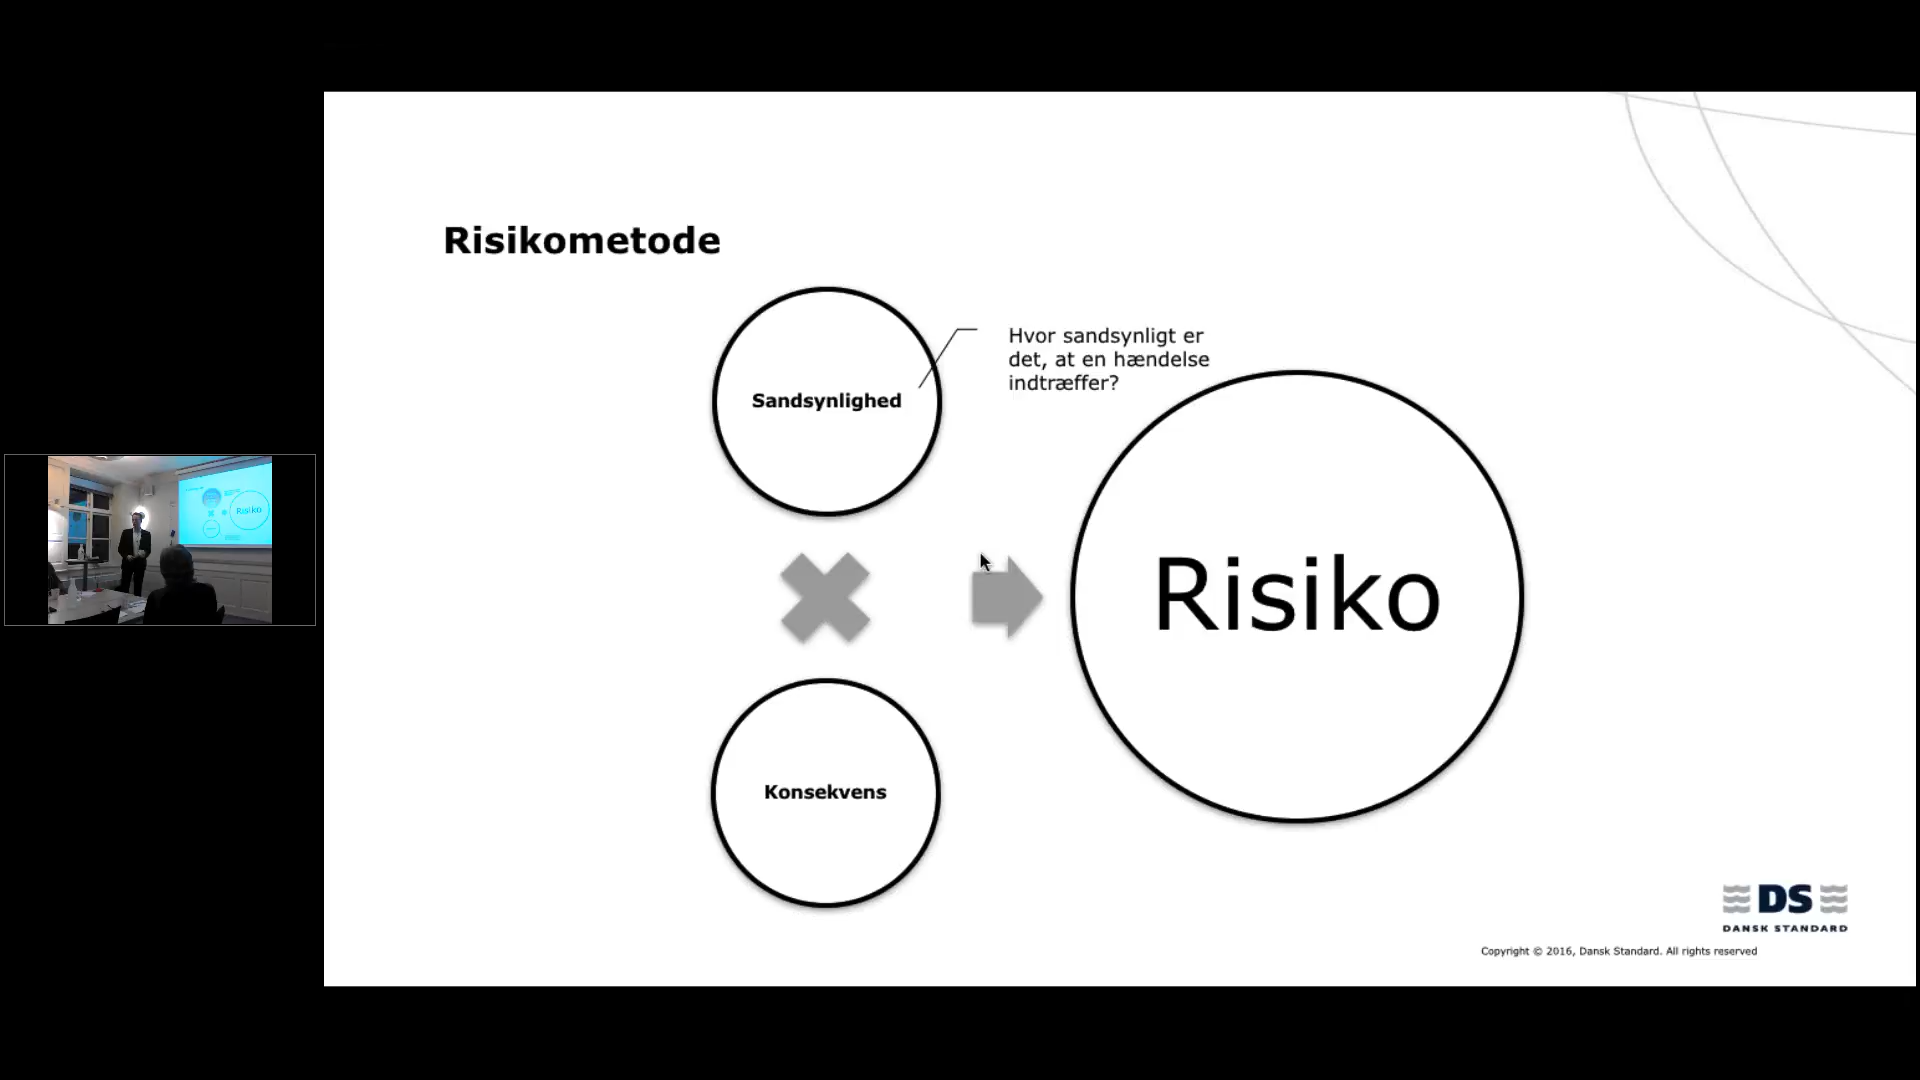 Risikometode
Sandsynlighed
Hvor sandsynligt er
det, at en hændelse
indtræffer?
Risiko
Konsekvens
DS
DANSK STANDARD
Copyright © 2016, Dansk Standard. All rights reserved
Risiko